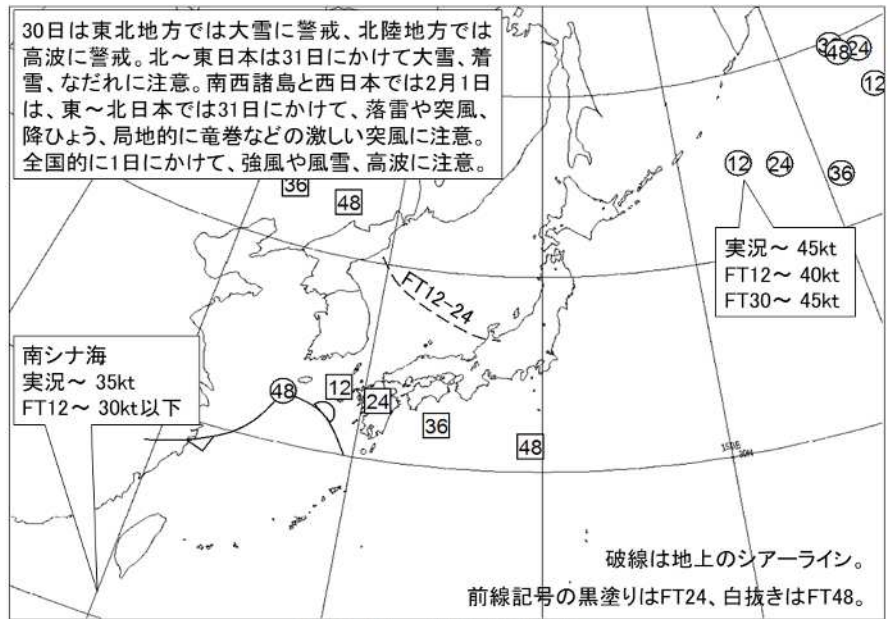 30日は東北地方では大雪に警戒、北陸地方では
高波に警戒。北～東日本は31日にかけて大雪、着
雪、なだれに注意。南西諸島と西日本では2月1日
は、東～北日本では31日にかけて、落雷や突風、
降ひょう、局地的に竜巻などの激しい突風に注意。
全国的に1日にかけて、強風や風雪、高波に注意。
48
24
12
36
48
12
24
36
実況～ 45kt
FT12～ 40kt
FT30～ 45kt
FT12-24
南シナ海
実況～ 35kt
FT12～ 30kt以下
48
12
24
36
48
30N
破線は地上のシアーライン。
前線記号の黒塗りはFT24、白抜きはFT48。